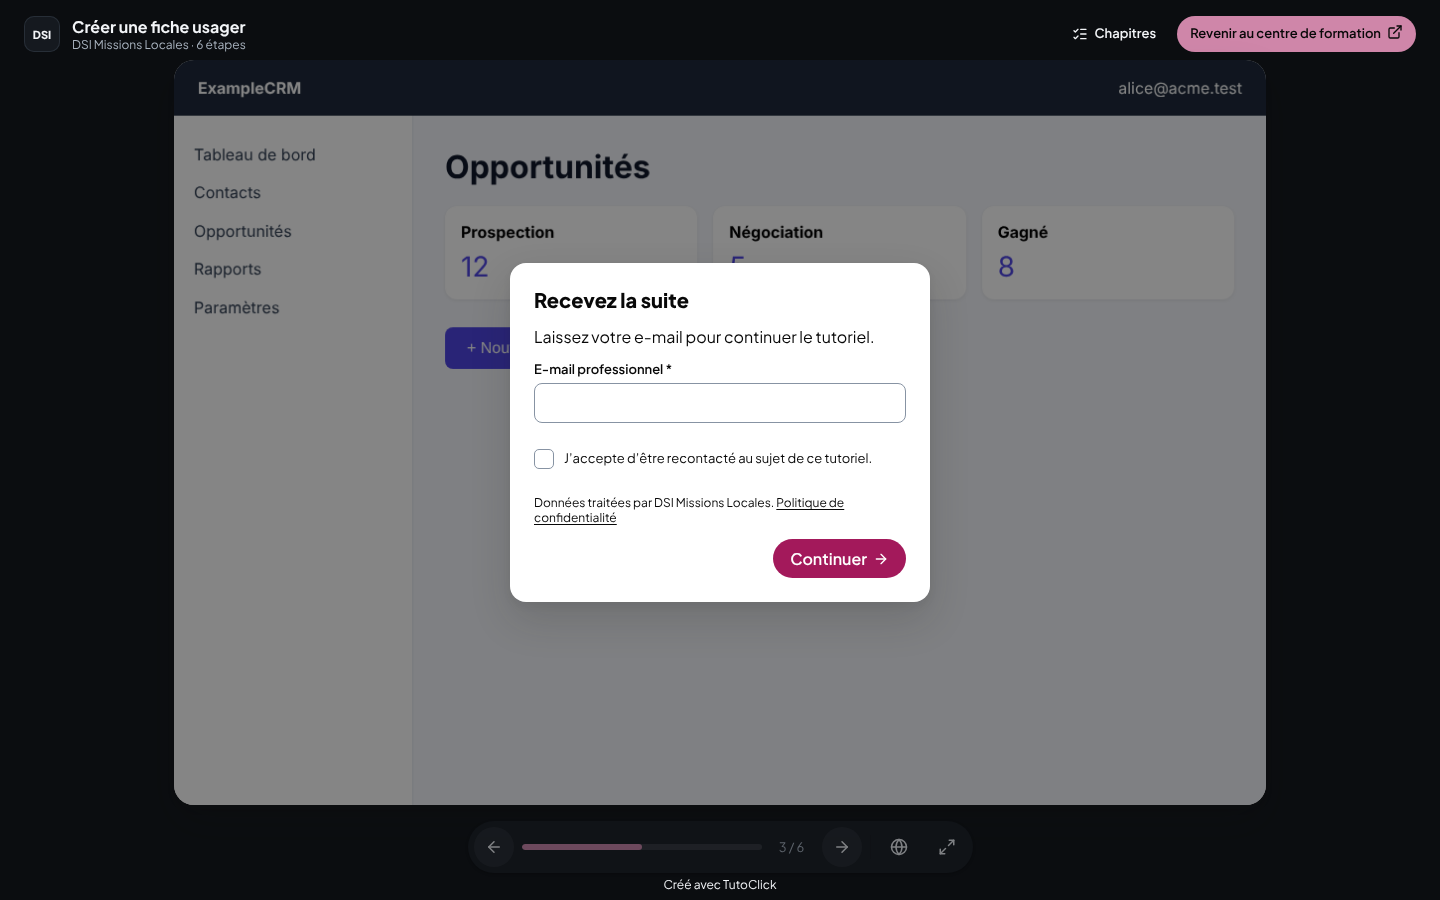 DSI
Créer une fiche usager
DSI Missions Locales · 6 étapes
Chapitres
Revenir au centre de formation
ExampleCRM
alice@acme.test
Tableau de bord
Contacts
Opportunités
Rapports
Paramètres
Opportunités
Prospection
12
Négociation
Gagné
8
+ Nou
Recevez la suite
Laissez votre e-mail pour continuer le tutoriel.
E-mail professionnel *
J'accepte d'être recontacté au sujet de ce tutoriel.
Données traitées par DSI Missions Locales. Politique de
confidentialité
Continuer
3 / 6
Créé avec TutoClick